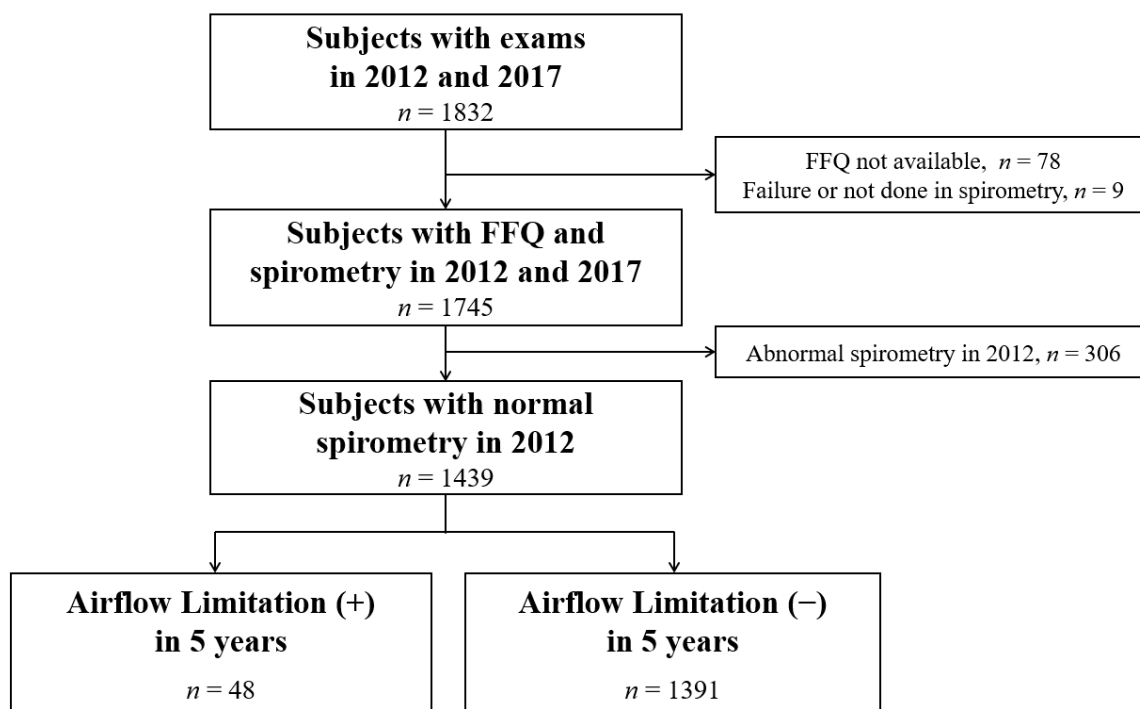 Subjects with exams
in 2012 and 2017
n = 1832
FFQ not available, n = 78
Failure or not done in spirometry, n = 9
Subjects with FFQ and
spirometry in 2012 and 2017
n = 1745
Abnormal spirometry in 2012, n = 306
Subjects with normal
spirometry in 2012
n = 1439
Airflow Limitation (+)
in 5 years
n = 48
Airflow Limitation (−)
in 5 years
n = 1391